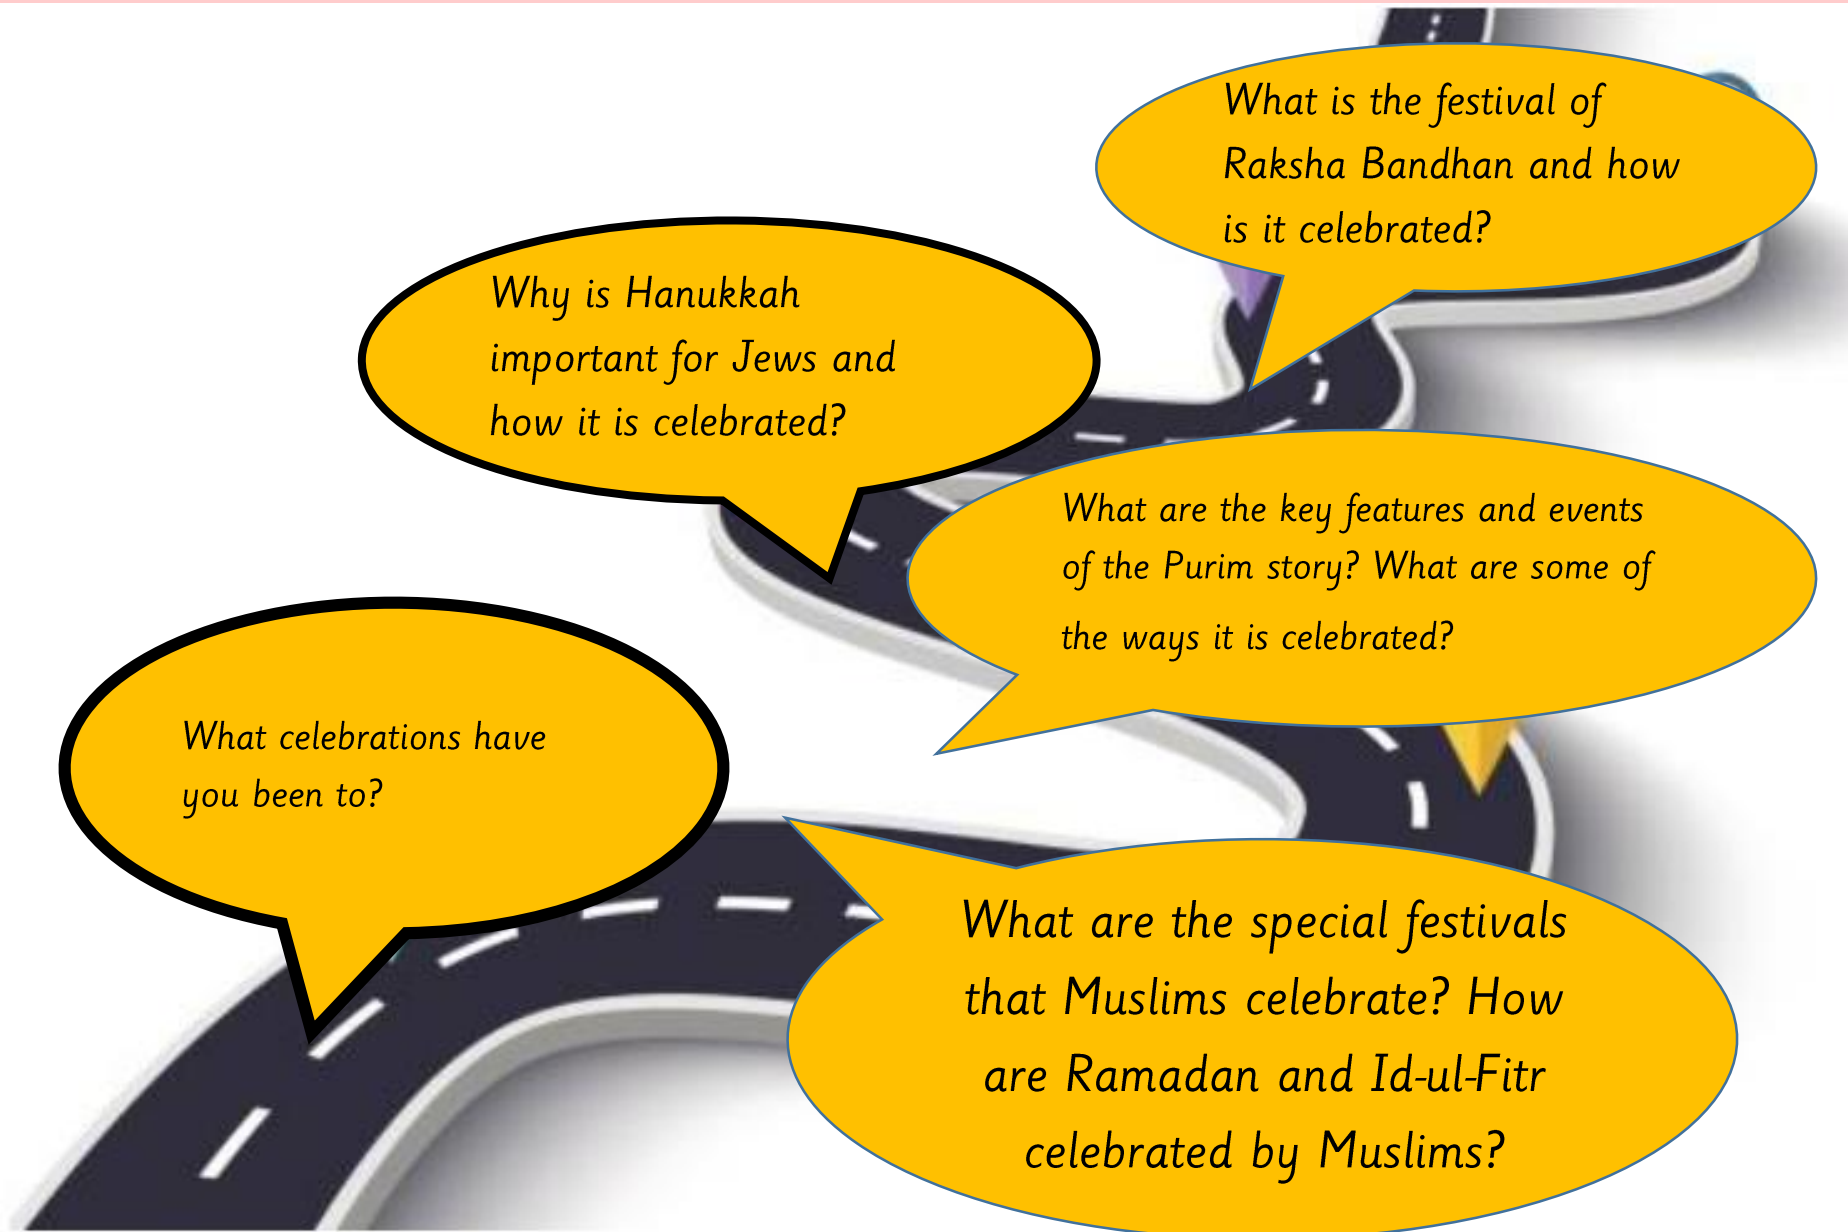 What is the festival of
Raksha Bandhan and how
is it celebrated?
Why is Hanukkah
important for Jews and
how it is celebrated?
What are the key features and events
of the Purim story? What are some of
the ways it is celebrated?
What celebrations have
you been to?
What are the special festivals
that Muslims celebrate? How
are Ramadan and Id-ul-Fitr
celebrated by Muslims?